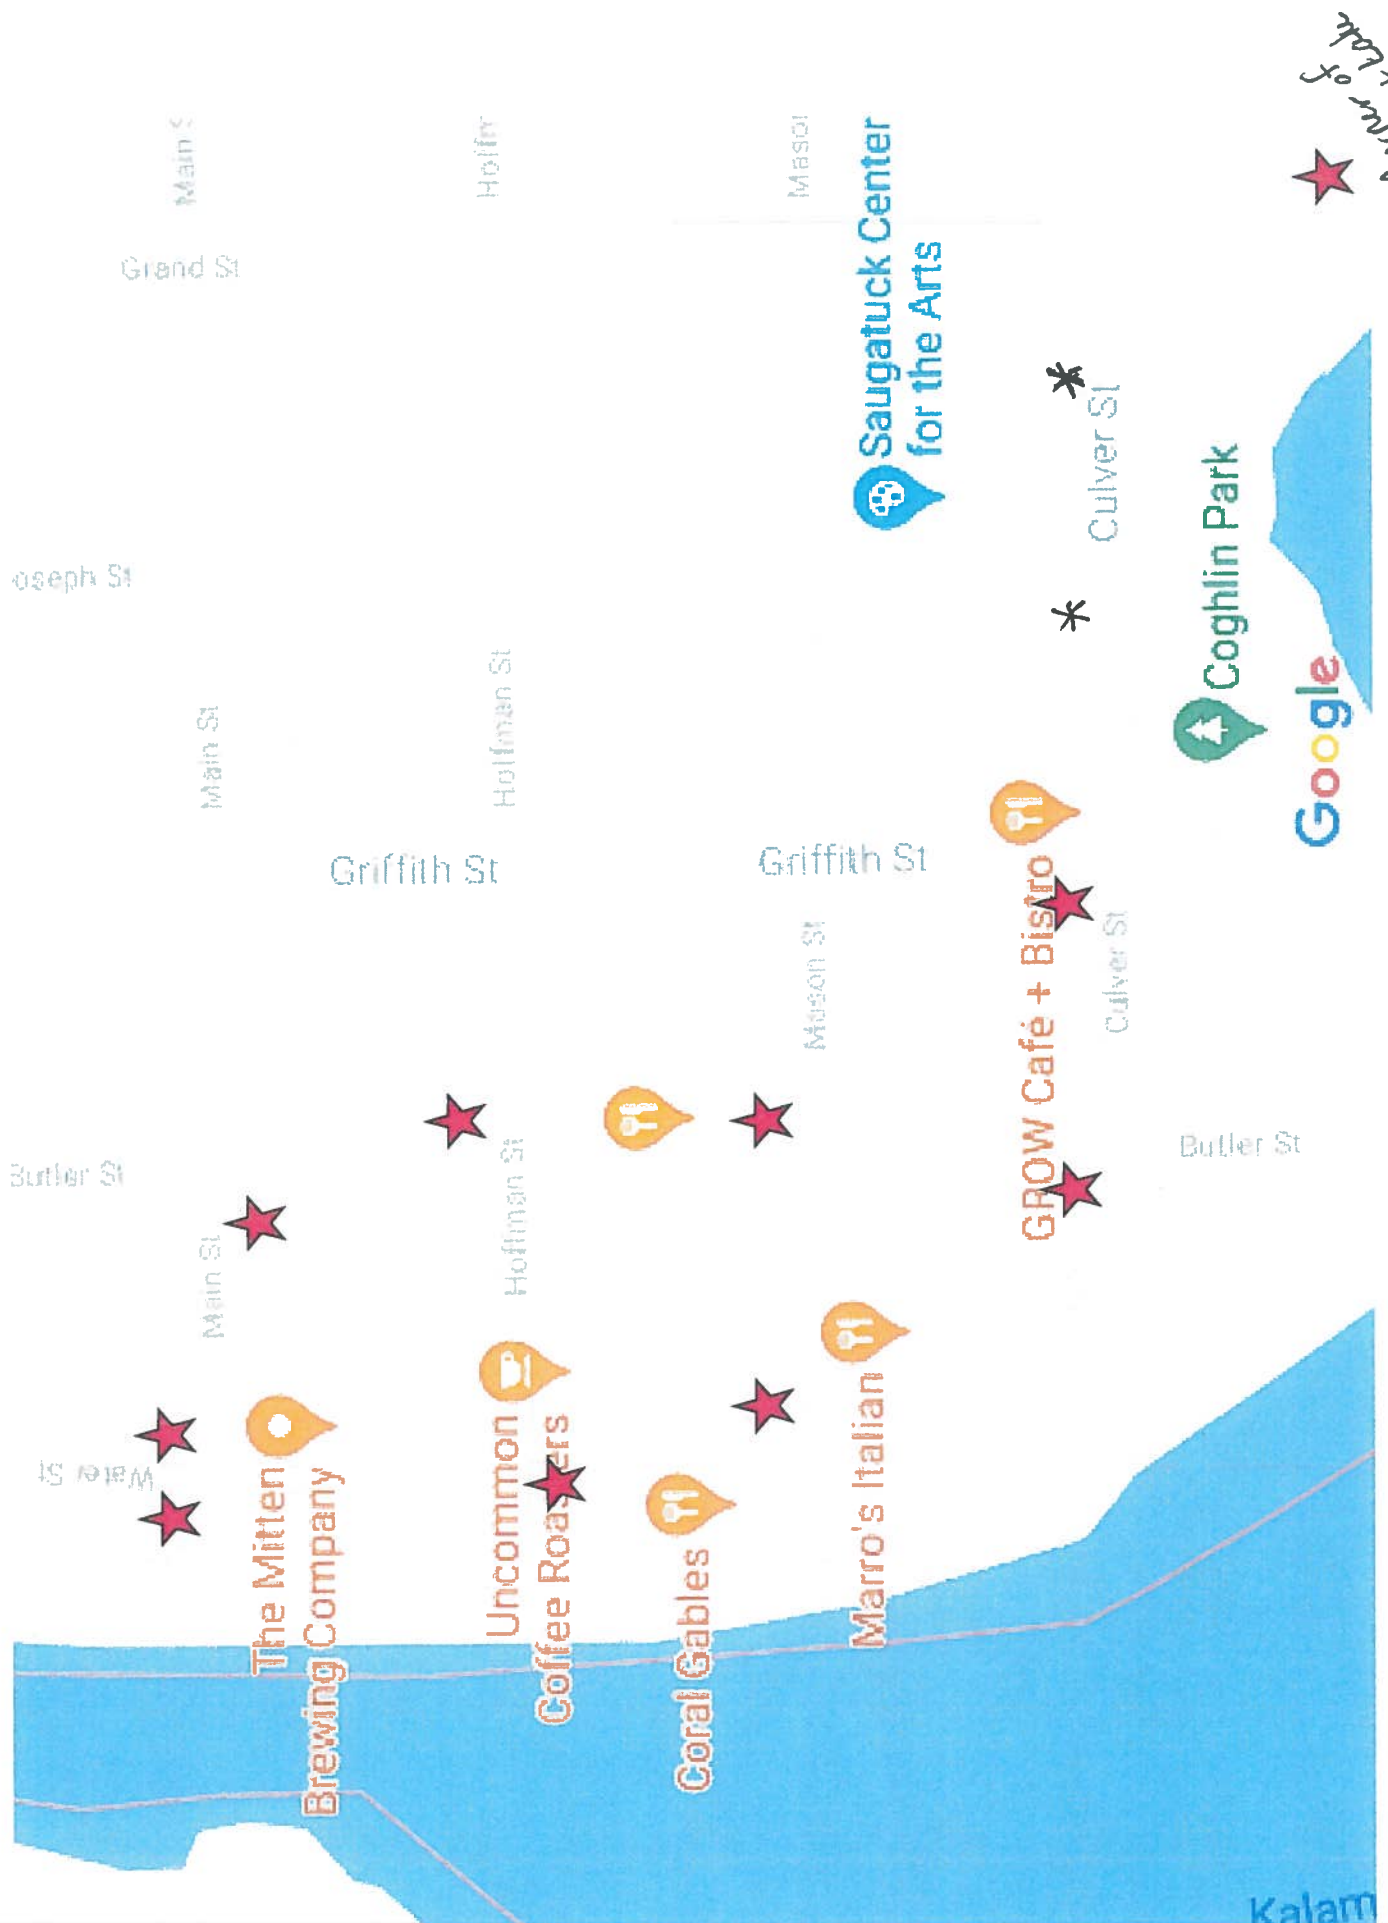 Main S
Grand St
Hoffm
Mason
Saugatuck Center
for the Arts
oseph St
Main St
Hoffman St
Culver St
Coghlin Park
Google
Griffith St
Griffith St
GROW Café + Bistro
Mason St
Culver St
Butler St
Butler St
Hoffman St
Main St
Water St
The Mitten
Brewing Company
Uncommon
Coffee Roasters
Coral Gables
Marro's Italian
Kalam
of